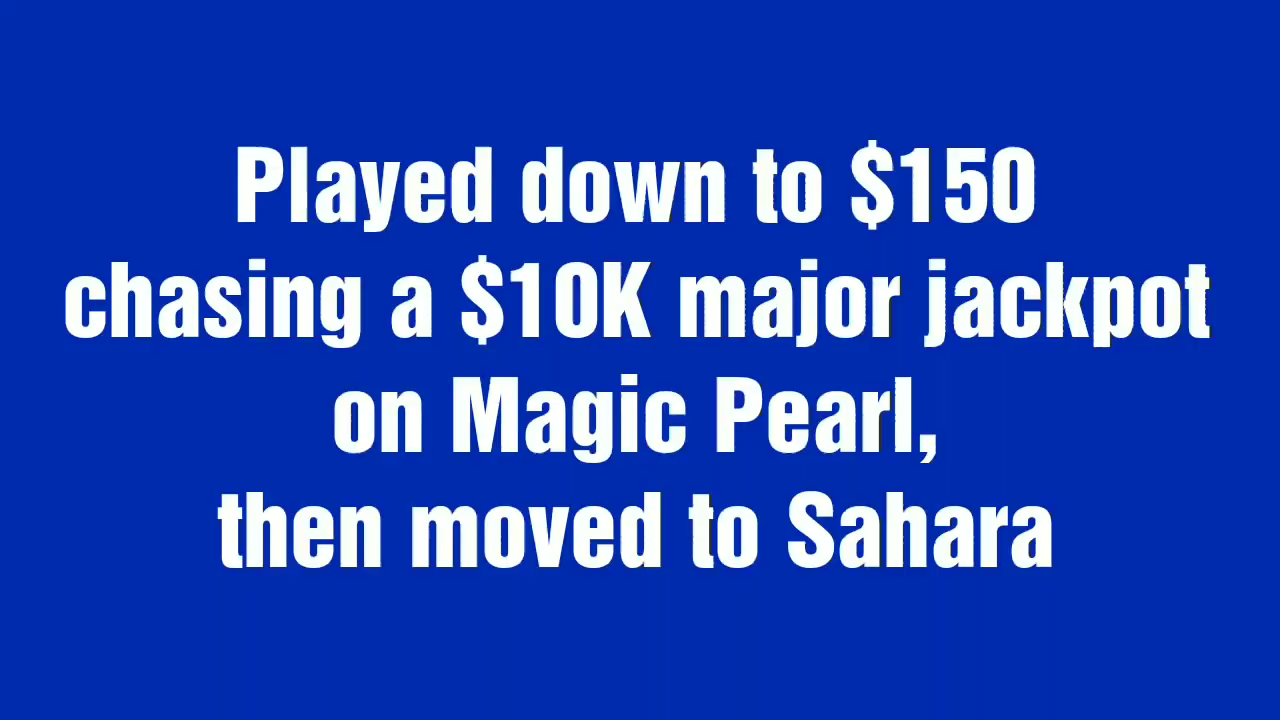 Played down to $150
chasing a $10K major jackpot
on Magic Pearl,
then moved to Sahara